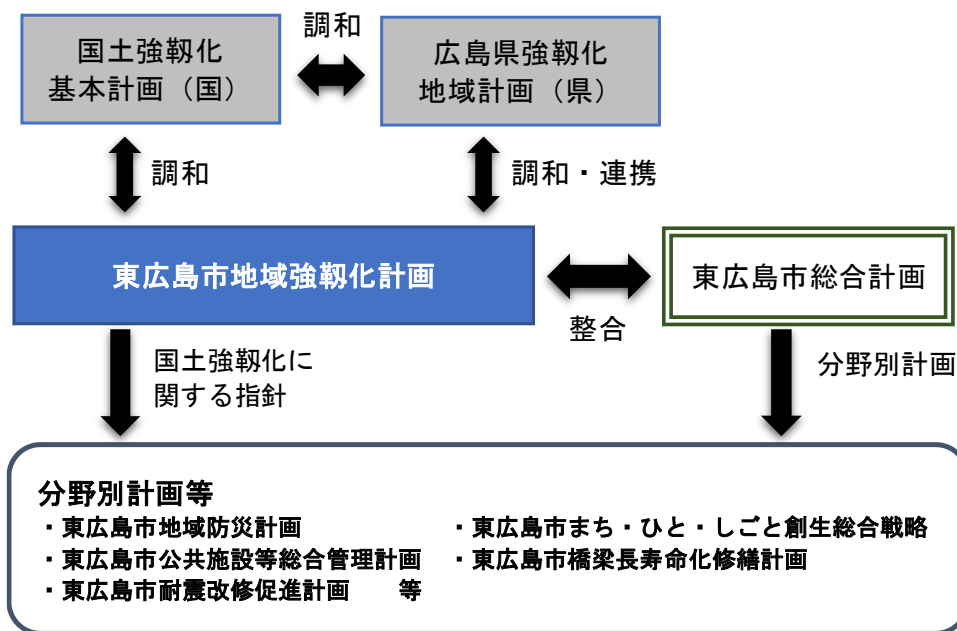 国土強靱化
基本計画（国）
調和
広島県強靱化
地域計画（県）
調和
調和・連携
東広島市地域強靱化計画
整合
東広島市総合計画
国土強靱化に
関する指針
分野別計画
分野別計画等
・東広島市地域防災計画
・東広島市まち・ひと・しごと創生総合戦略
・東広島市公共施設等総合管理計画
・東広島市橋梁長寿命化修繕計画
・東広島市耐震改修促進計画　　等